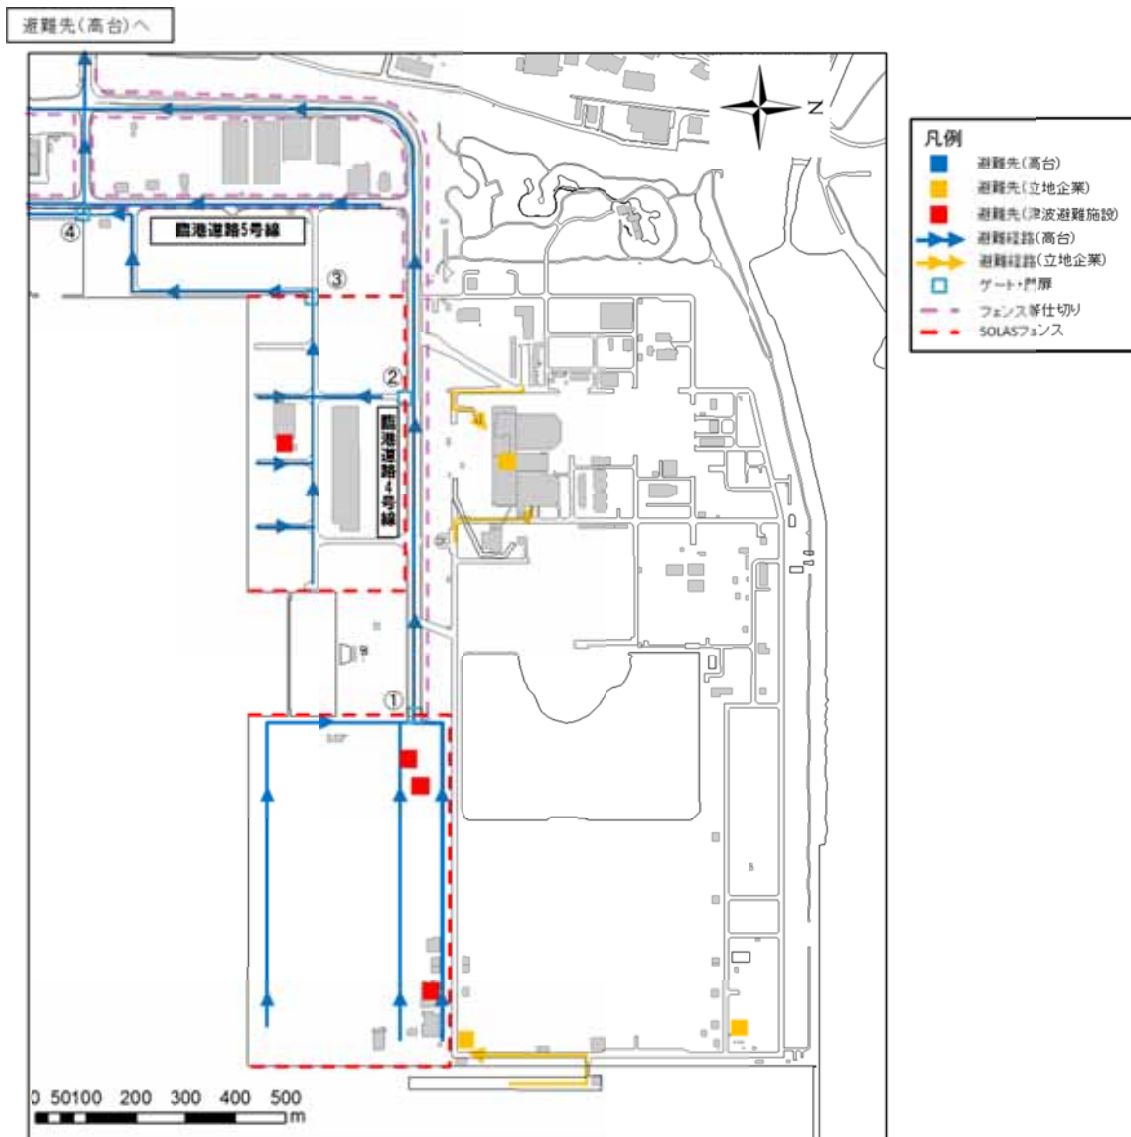 避難先(高台)へ
N
凡例
避難先(高台)
避難先(立地企業)
避難先(津波避難施設)
避難経路(高台)
避難経路(立地企業)
ゲート・門扉
フェンス等仕切り
SOLASフェンス
④
臨港道路5号線
③
②
臨港道路4号線
①
0 50 100 200 300 400 500
m